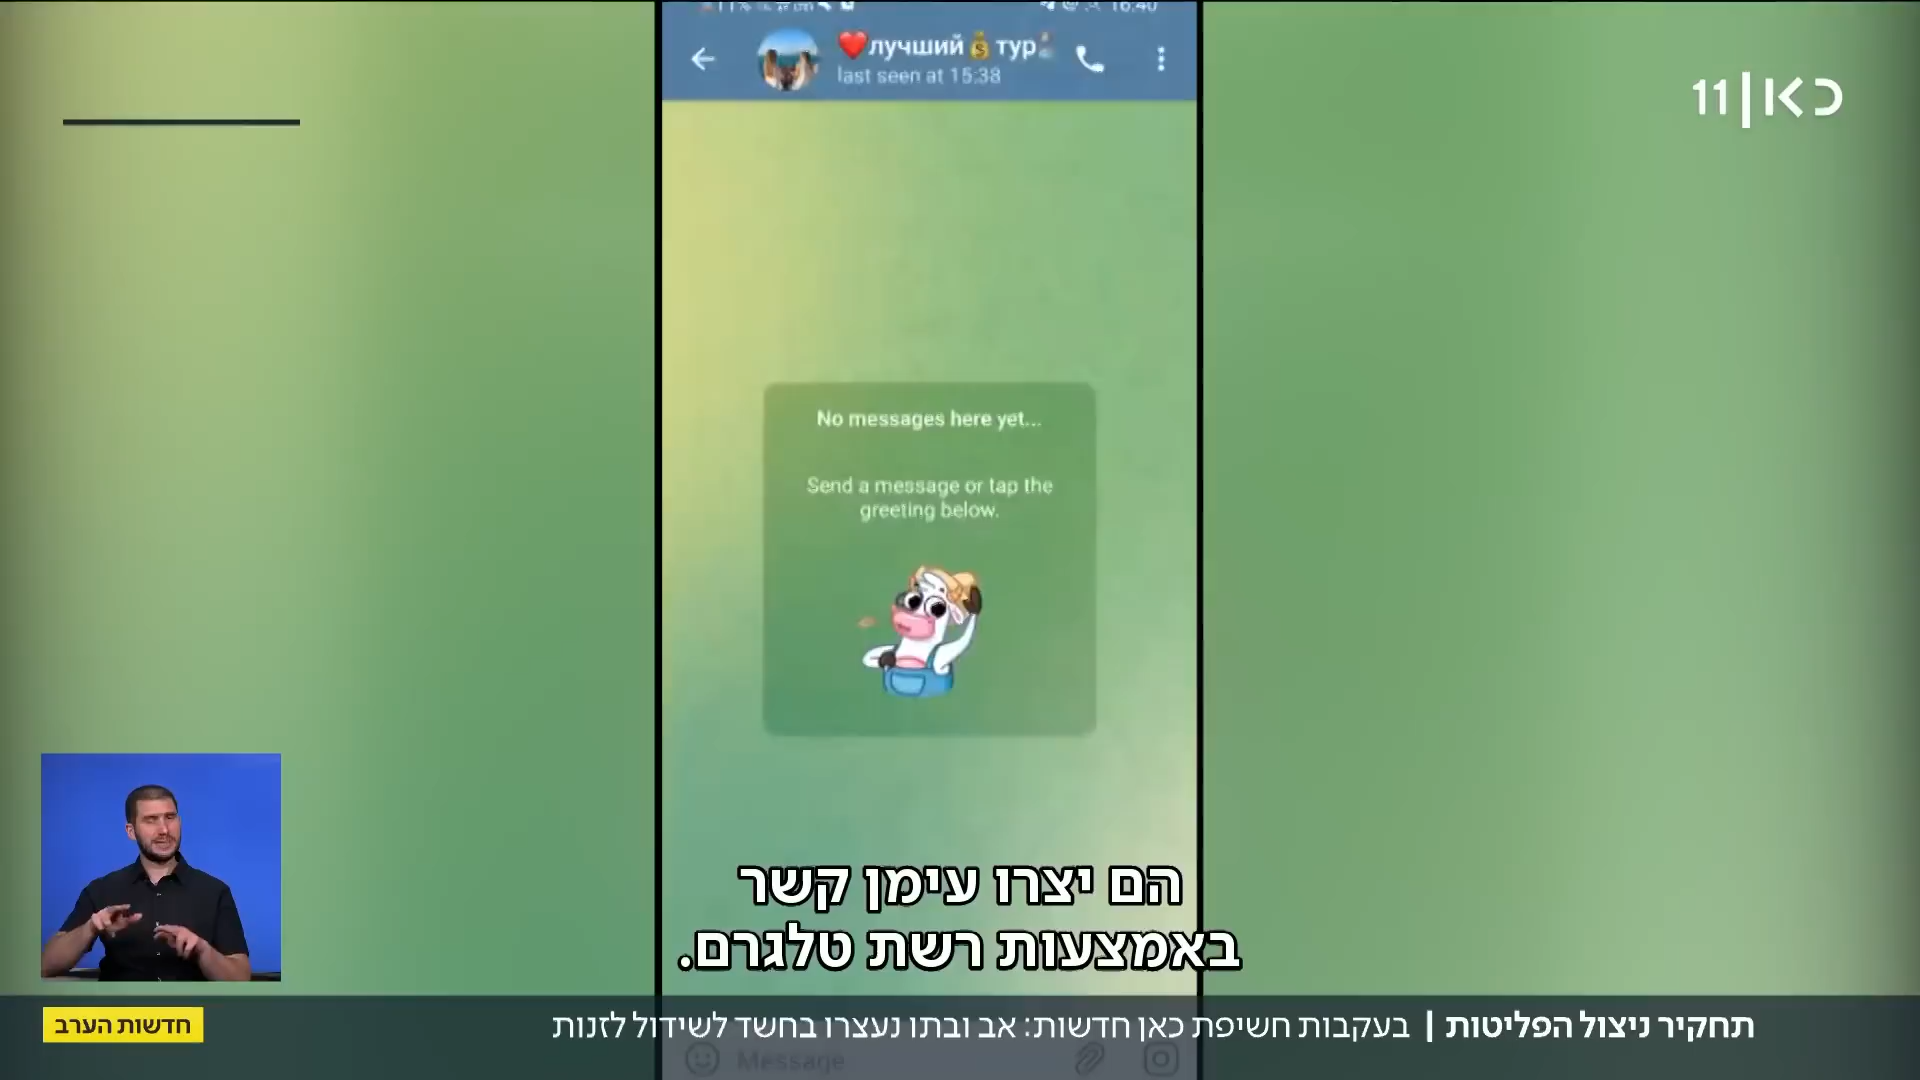 16:40
❤️лучший💰тур
last seen at 15:38
כאן|11
No messages here yet...
Send a message or tap the
greeting below.
הם יצרו עימן קשר
באמצעות רשת טלגרם.
תחקיר ניצול הפליטות | בעקבות חשיפת כאן חדשות: אב ובתו נעצרו בחשד לשידול לזנות
חדשות הערב
Message